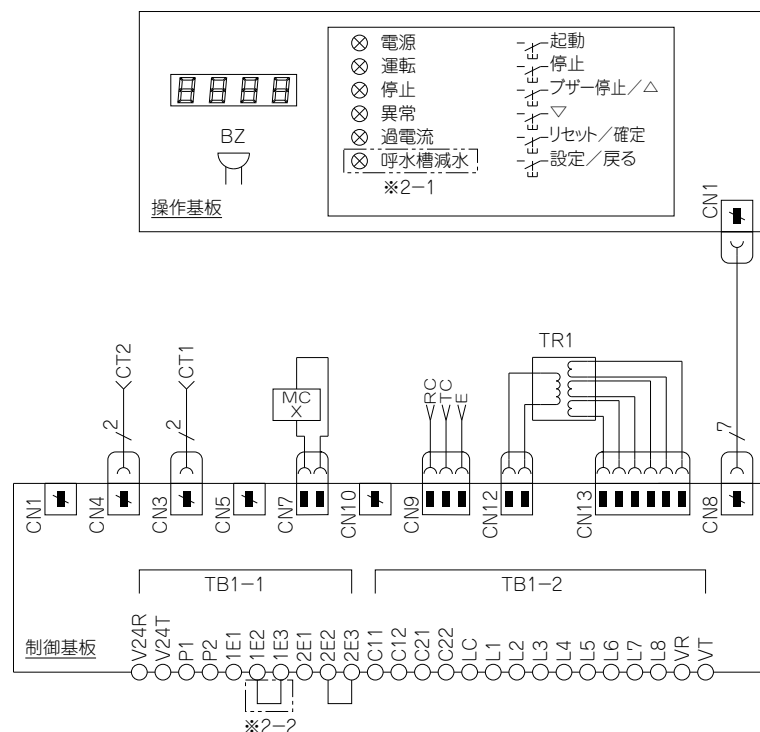 8888
BZ
電源
運転
停止
異常
過電流
呼水槽減水
※2−1
起動
停止
ブザー停止／△
▽
リセット／確定
設定／戻る
操作基板
CN1
CT2
CT1
MC
X
RC
TC
E
TR1
2
2
7
CN1
CN4
CN3
CN5
CN7
CN10
CN9
CN12
CN13
CN8
TB1−1
TB1−2
制御基板
V24R
V24T
P1
P2
1E1
1E2
1E3
2E1
2E2
2E3
C11
C12
C21
C22
LC
L1
L2
L3
L4
L5
L6
L7
L8
VR
VT
※2−2